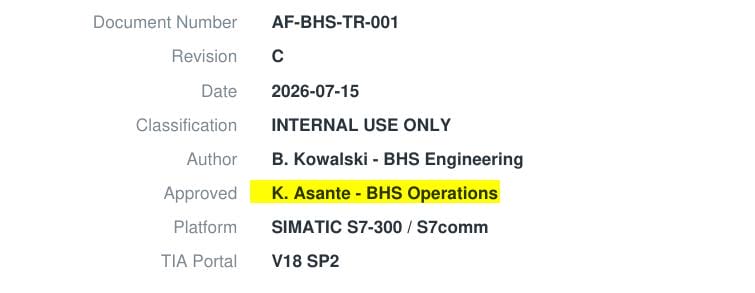 Document Number AF-BHS-TR-001
Revision C
Date 2026-07-15
Classification INTERNAL USE ONLY
Author B. Kowalski - BHS Engineering
Approved K. Asante - BHS Operations
Platform SIMATIC S7-300 / S7comm
TIA Portal V18 SP2